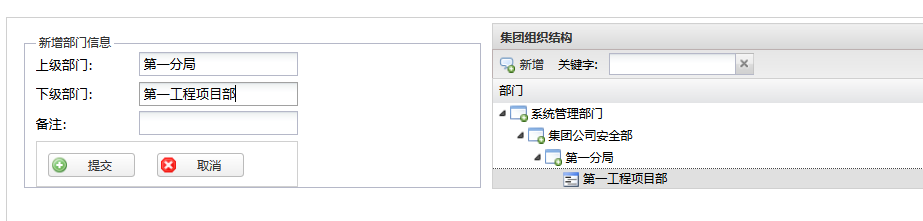 新增部门信息
上级部门：
第一分局
下级部门：
第一工程项目部
备注：
提交
取消
集团组织结构
新增
关键字：
部门
系统管理部门
集团公司安全部
第一分局
第一工程项目部